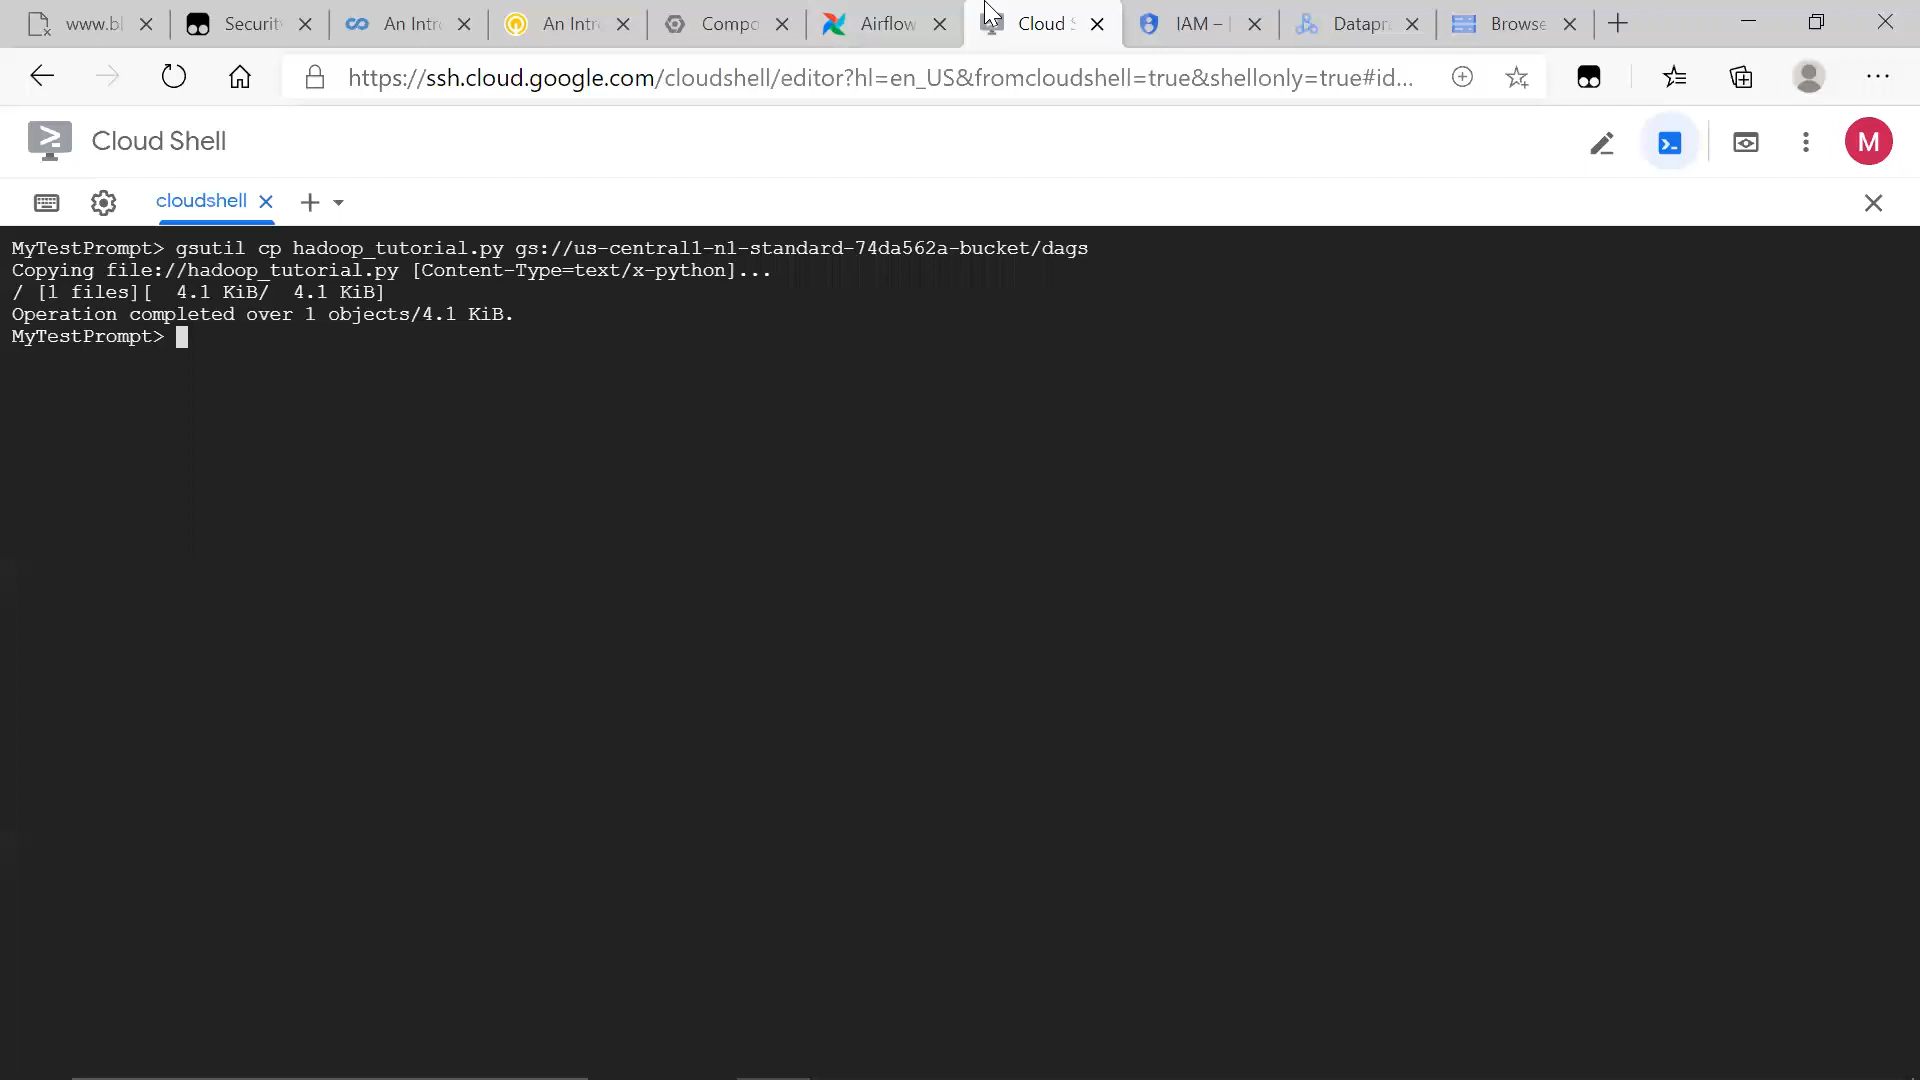 www.bl
Securit
An Intr
An Intr
Compo
Airflow
Cloud S
IAM –
Datapr
Browse
https://ssh.cloud.google.com/cloudshell/editor?hl=en_US&fromcloudshell=true&shellonly=true#id...
Cloud Shell
M
cloudshell
MyTestPrompt> gsutil cp hadoop_tutorial.py gs://us-central1-n1-standard-74da562a-bucket/dags
Copying file://hadoop_tutorial.py [Content-Type=text/x-python]...
/ [1 files][  4.1 KiB/  4.1 KiB]
Operation completed over 1 objects/4.1 KiB.
MyTestPrompt>